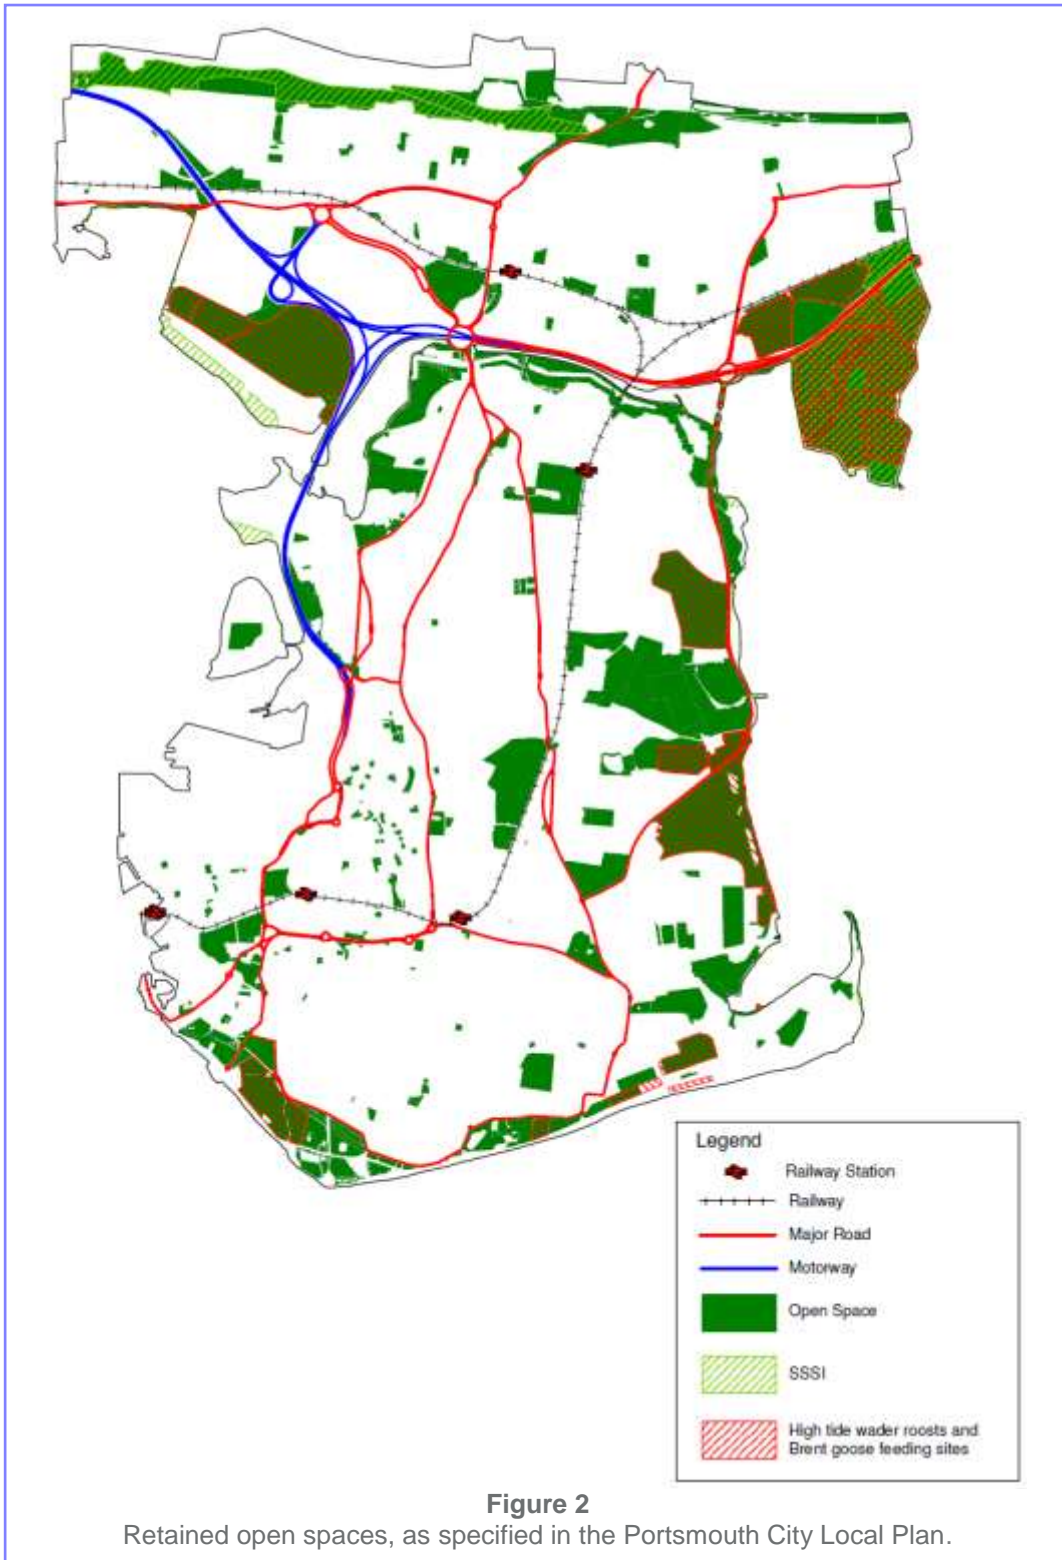 Legend
Railway Station
Railway
Major Road
Motorway
Open Space
SSSI
High tide wader roosts and
Brent goose feeding sites
Figure 2
Retained open spaces, as specified in the Portsmouth City Local Plan.